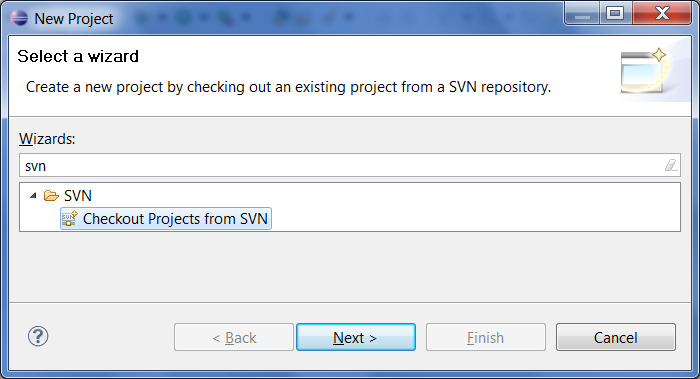 New Project
Select a wizard
Create a new project by checking out an existing project from a SVN repository.
Wizards:
svn
SVN
Checkout Projects from SVN
? < Back Next > Finish Cancel